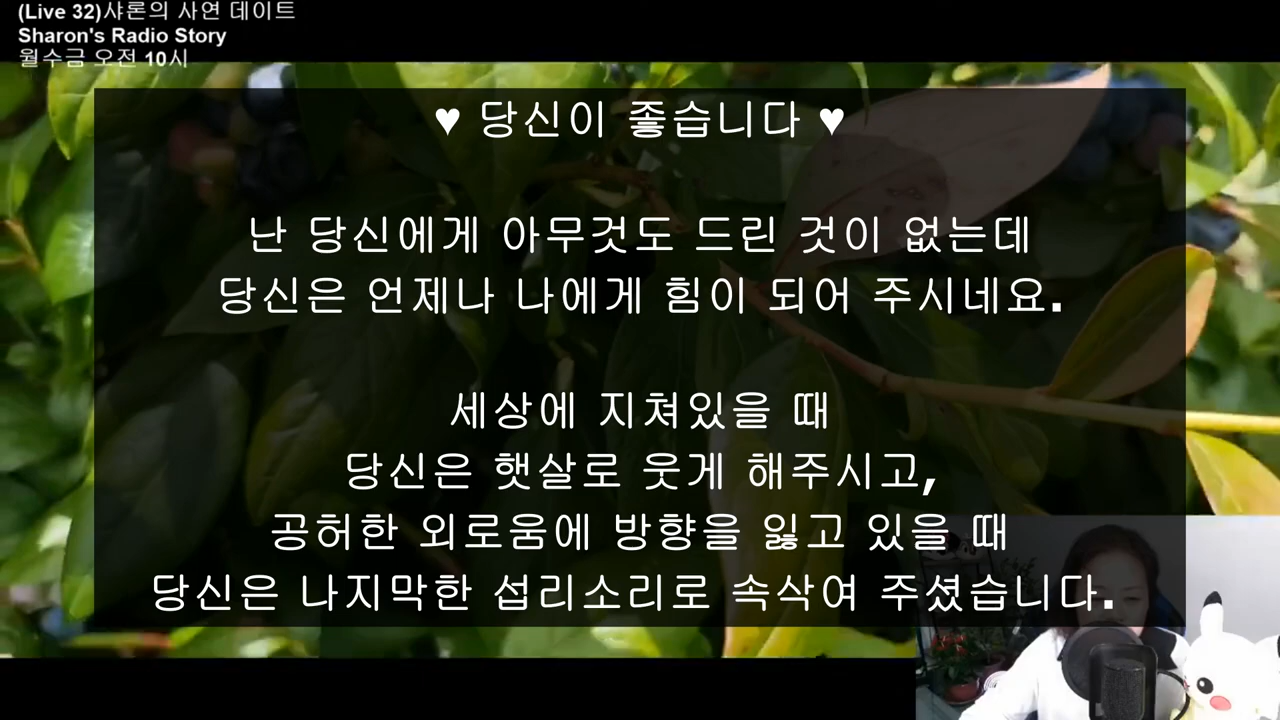 (Live 32)샤론의 사연 데이트
Sharon's Radio Story
월수금 오전 10시
♥ 당신이 좋습니다 ♥
난 당신에게 아무것도 드린 것이 없는데
당신은 언제나 나에게 힘이 되어 주시네요.
세상에 지쳐있을 때
당신은 햇살로 웃게 해주시고,
공허한 외로움에 방향을 잃고 있을 때
당신은 나지막한 섭리소리로 속삭여 주셨습니다.